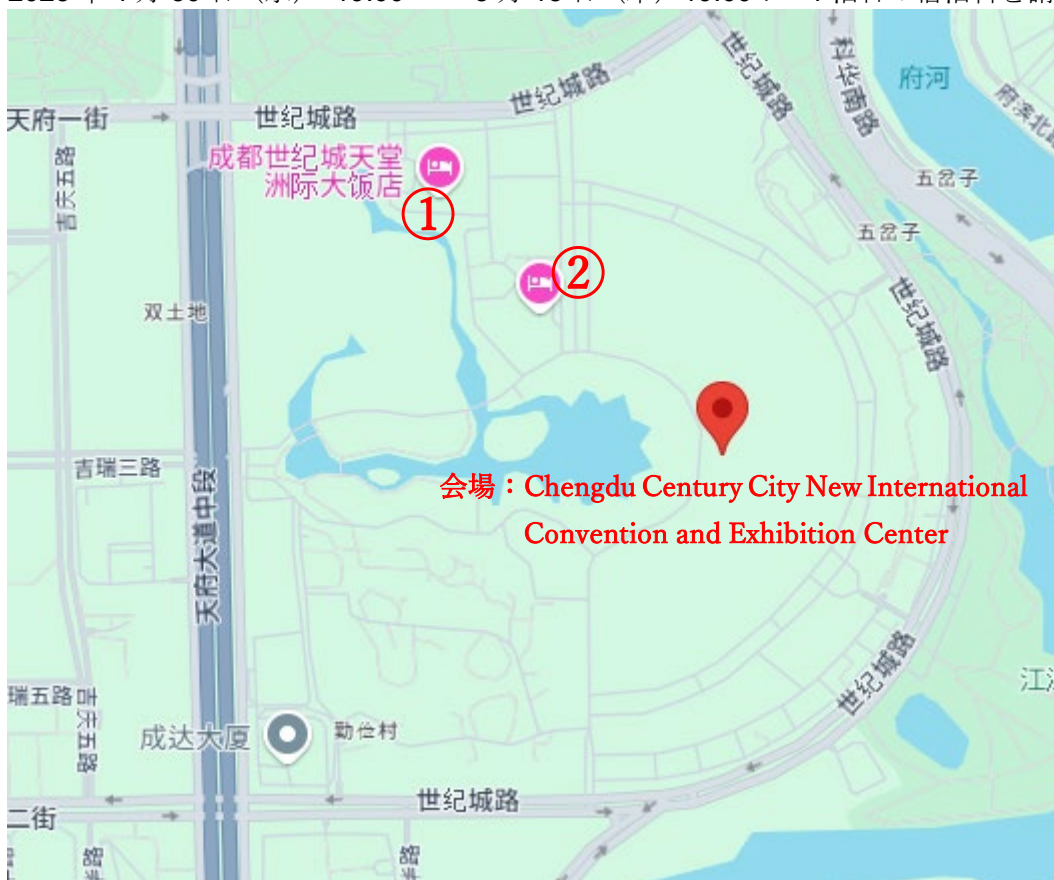 天府一街
世纪城路
世纪城路
世纪城路
科华南路
府河
吉庆五路
成都世纪城天堂
洲际大饭店
①
五岔子
五岔子
②
双土地
世纪城路
吉瑞三路
会場：Chengdu Century City New International
Convention and Exhibition Center
天府大道中段
世纪城路
瑞五路
吉庆五路
成达大厦
勤俭村
世纪城路
二街